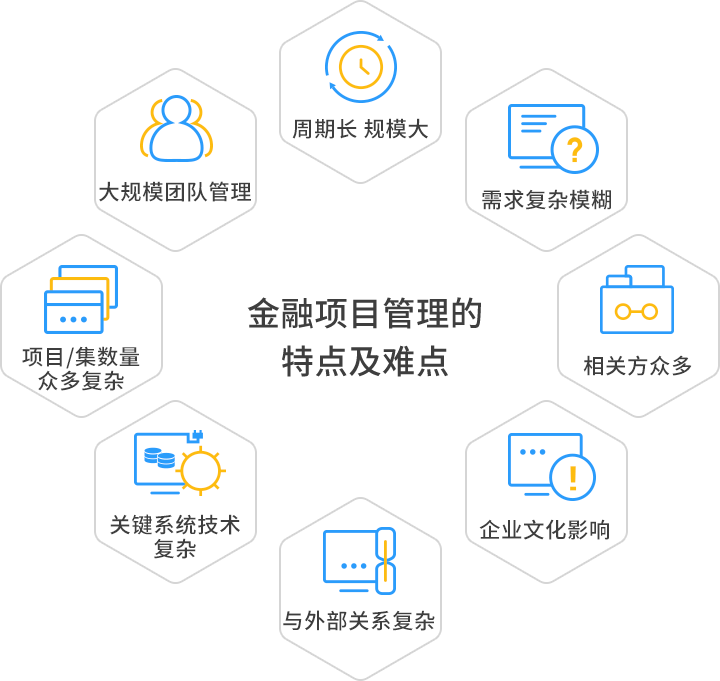 周期长 规模大
大规模团队管理
需求复杂模糊
金融项目管理的
特点及难点
项目/集数量
众多复杂
相关方众多
关键系统技术
复杂
企业文化影响
与外部关系复杂